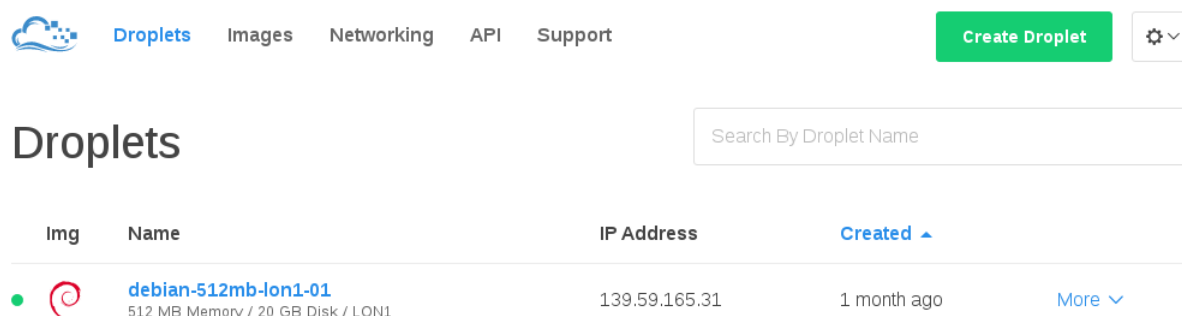 Droplets Images Networking API Support Create Droplet
Droplets Search By Droplet Name
Img Name IP Address Created
debian-512mb-lon1-01
139.59.165.31 1 month ago More
512 MB Memory / 20 GB Disk / LON1